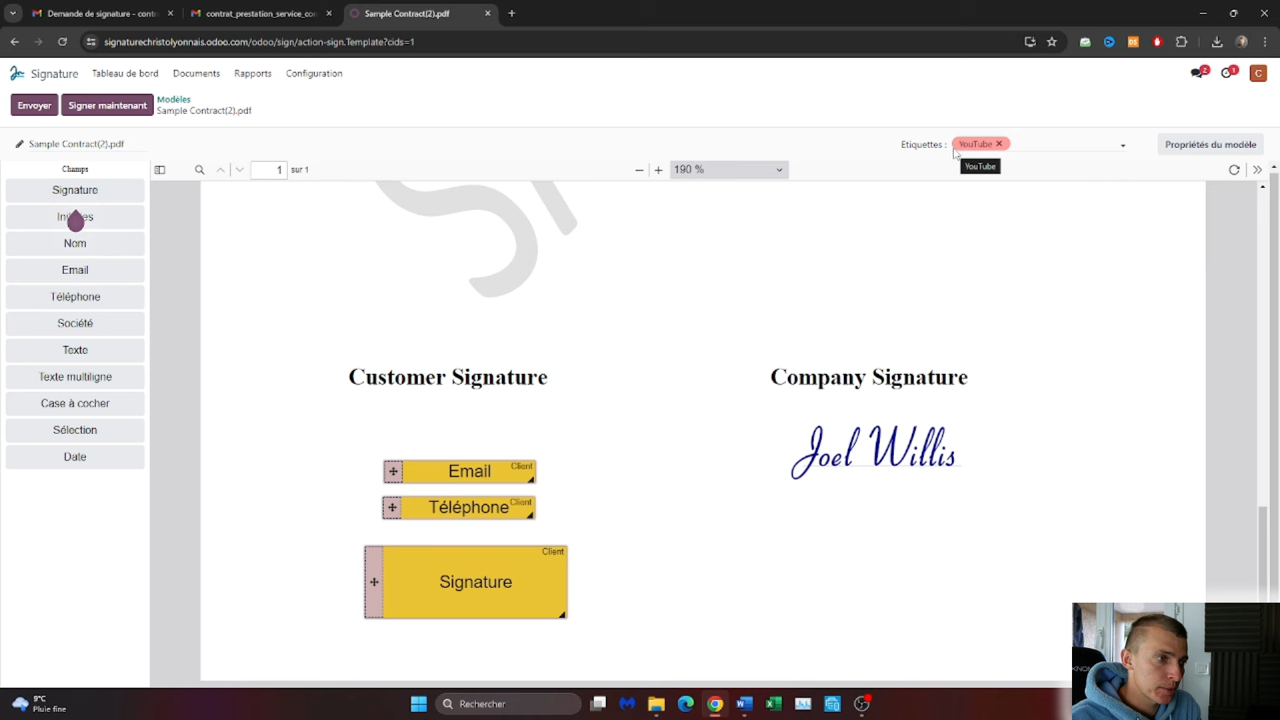 Demande de signature - contr
contrat_prestation_service_co
Sample Contract(2).pdf
signaturechristolyonnais.odoo.com/odoo/sign/action-sign.Template?cids=1
Signature
Tableau de bord
Documents
Rapports
Configuration
2
1
C
Envoyer
Signer maintenant
Modèles
Sample Contract(2).pdf
Sample Contract(2).pdf
Etiquettes :
YouTube
Propriétés du modèle
YouTube
Champs
1
sur 1
190 %
Signature
Nom
Email
Téléphone
Société
Texte
Texte multiligne
Case à cocher
Sélection
Date
Customer Signature
Company Signature
Joel Willis
Email
Client
Téléphone
Client
Client
Signature
9°C
Pluie fine
Rechercher